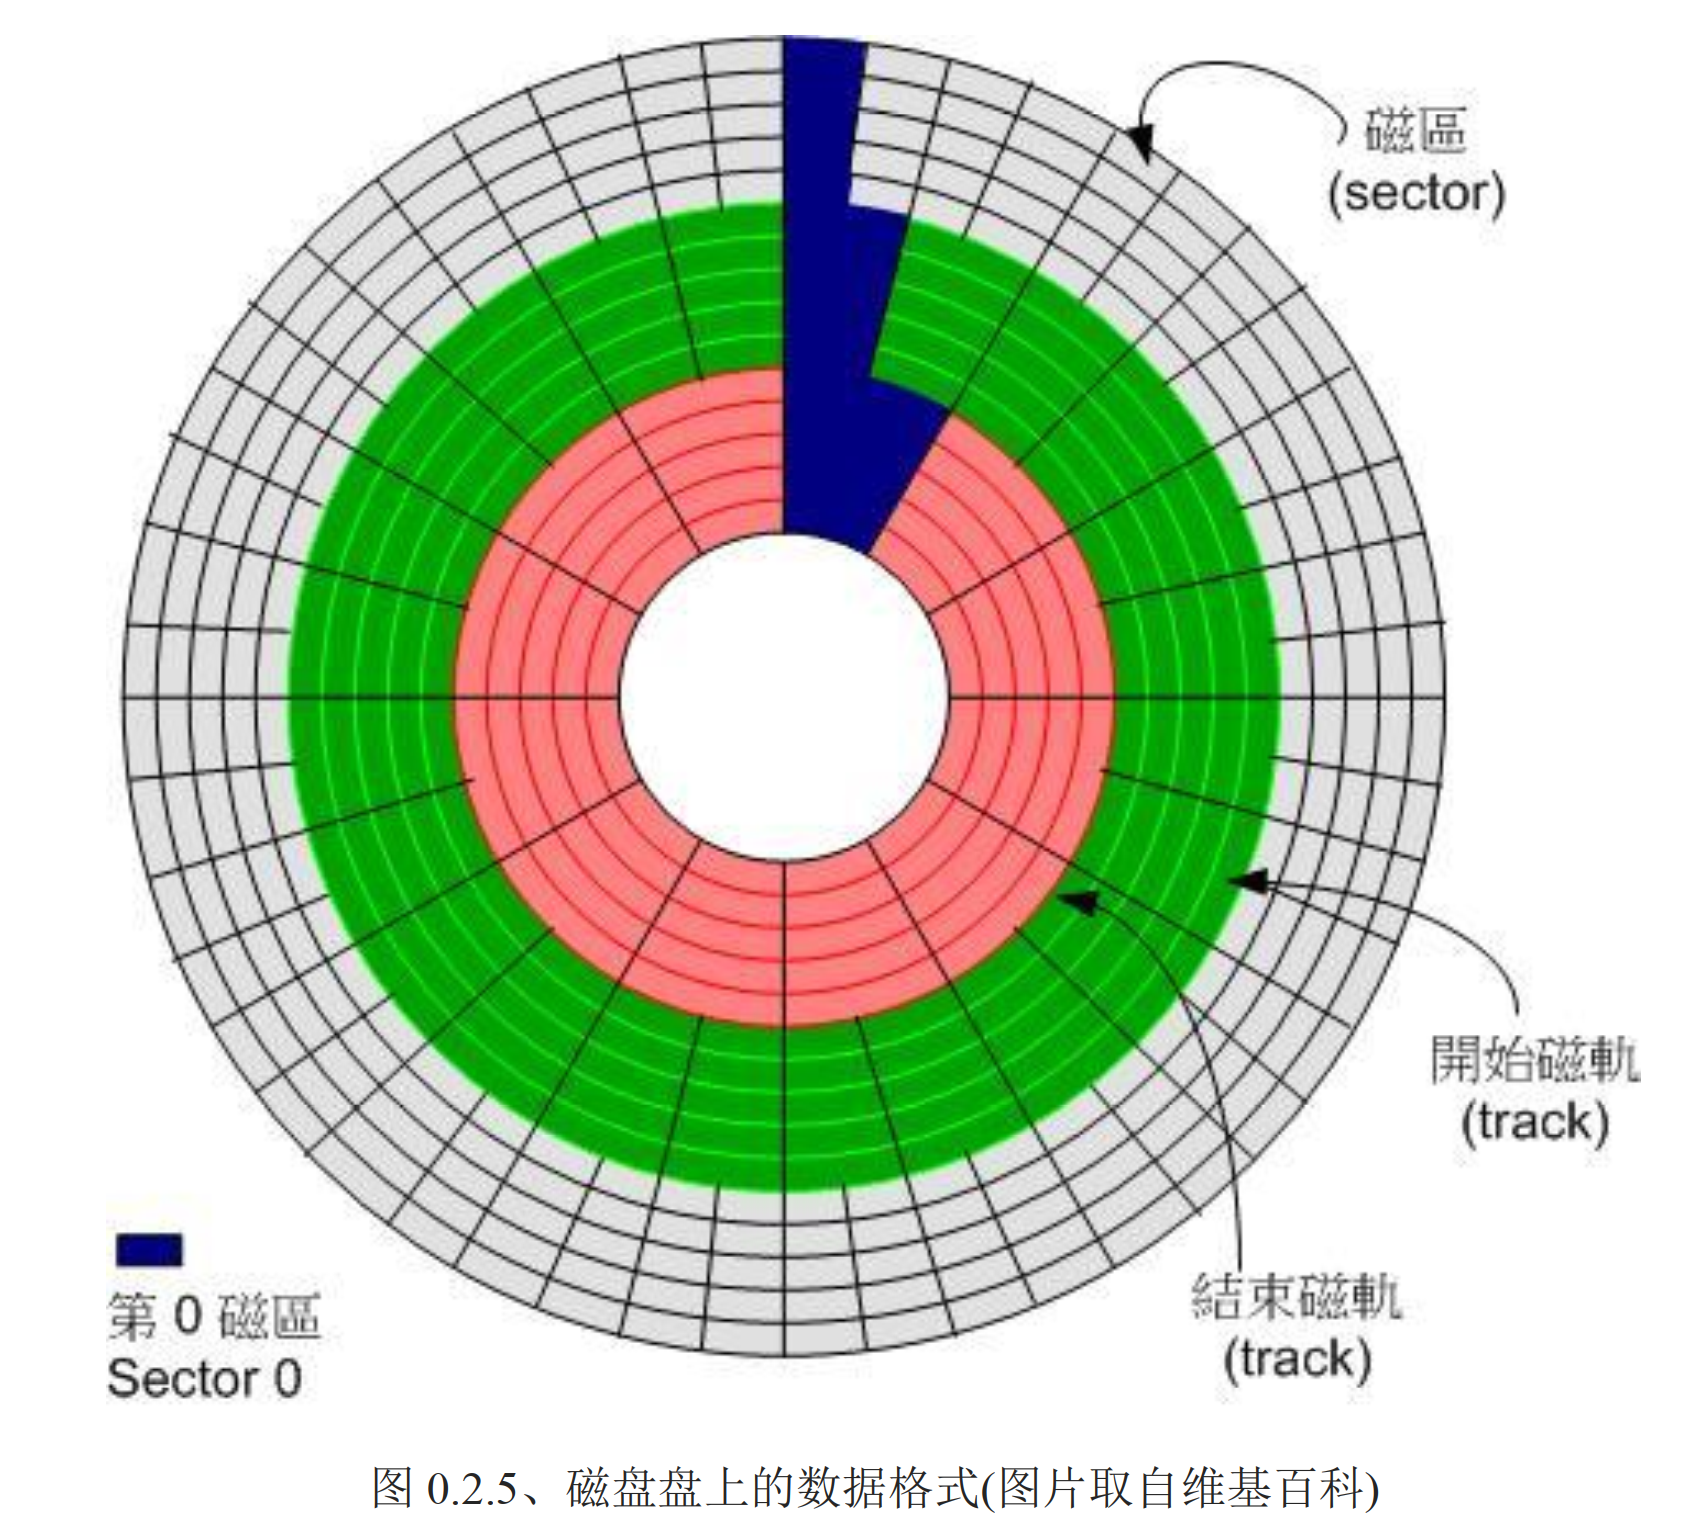 磁區
(sector)
開始磁軌
(track)
結束磁軌
(track)
第 0 磁區
Sector 0
图 0.2.5、磁盘盘上的数据格式(图片取自维基百科)